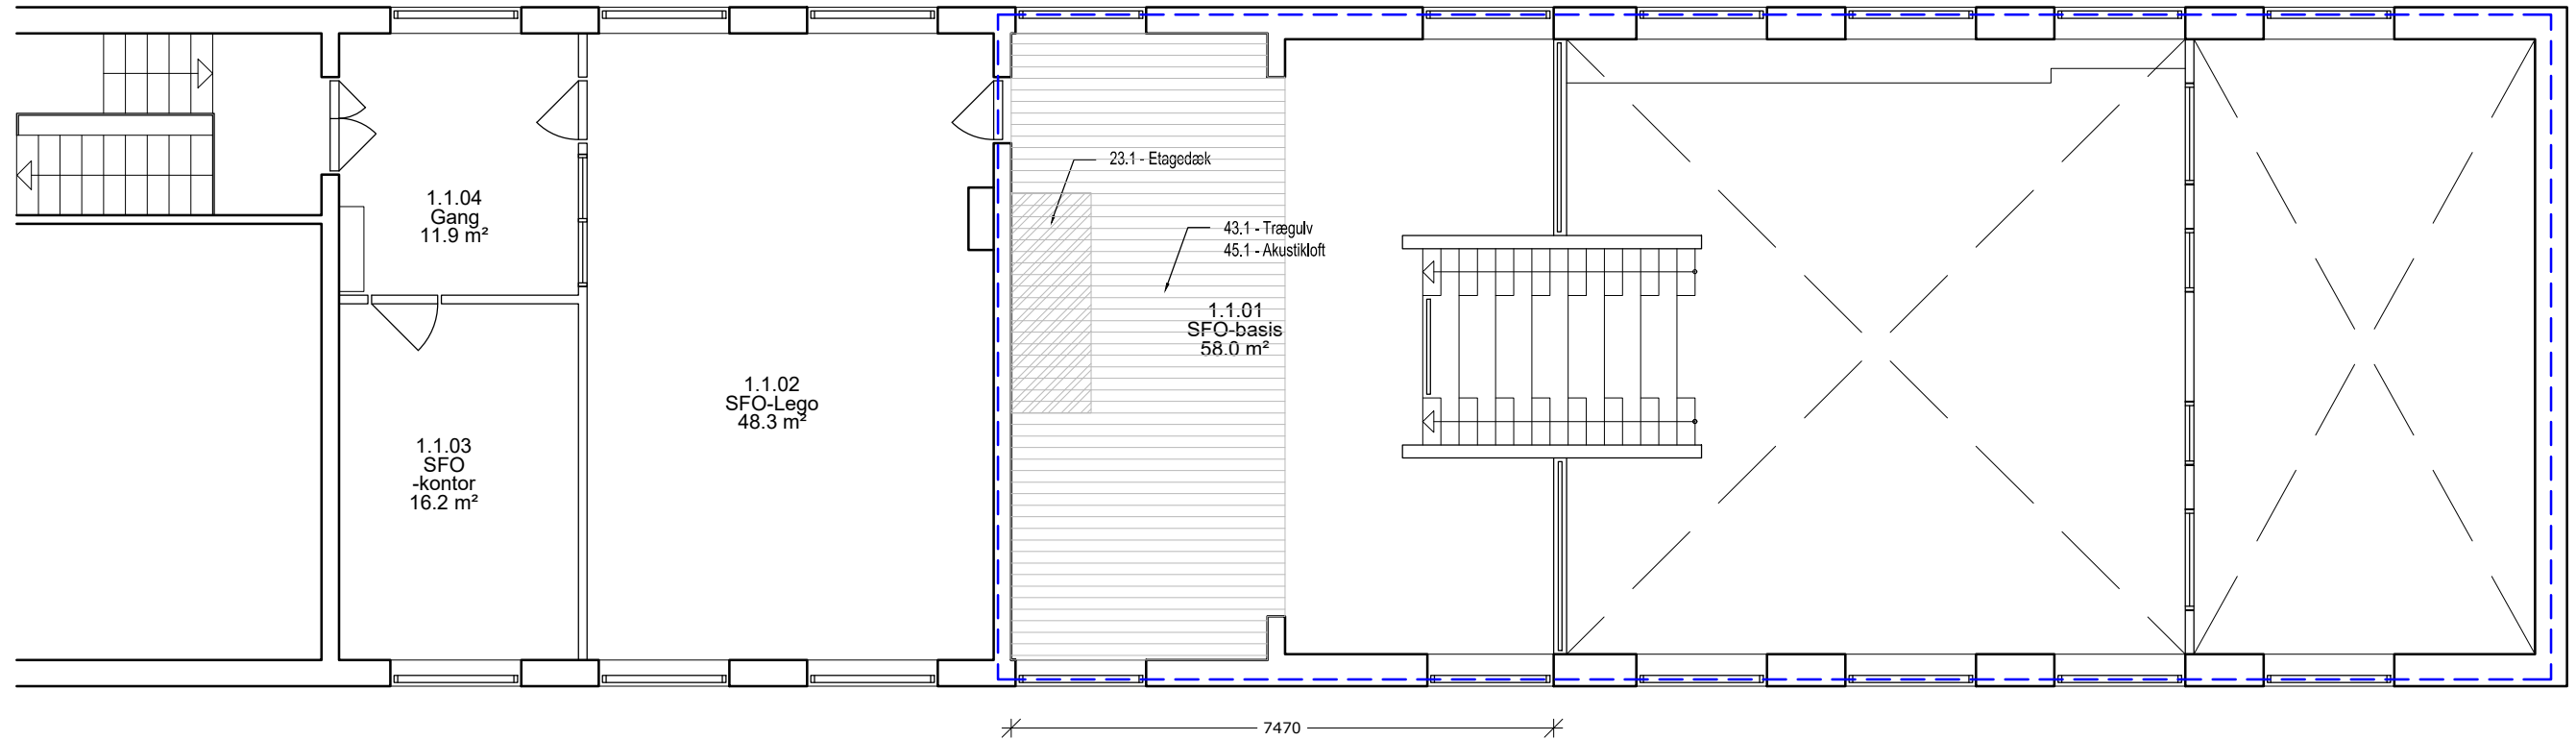 1.1.04
Gang
11.9 m²
1.1.03
SFO
-kontor
16.2 m²
1.1.02
SFO-Lego
48.3 m²
23.1 - Etagedæk
43.1 - Trægulv
45.1 - Akustikloft
1.1.01
SFO-basis
58.0 m²
7470